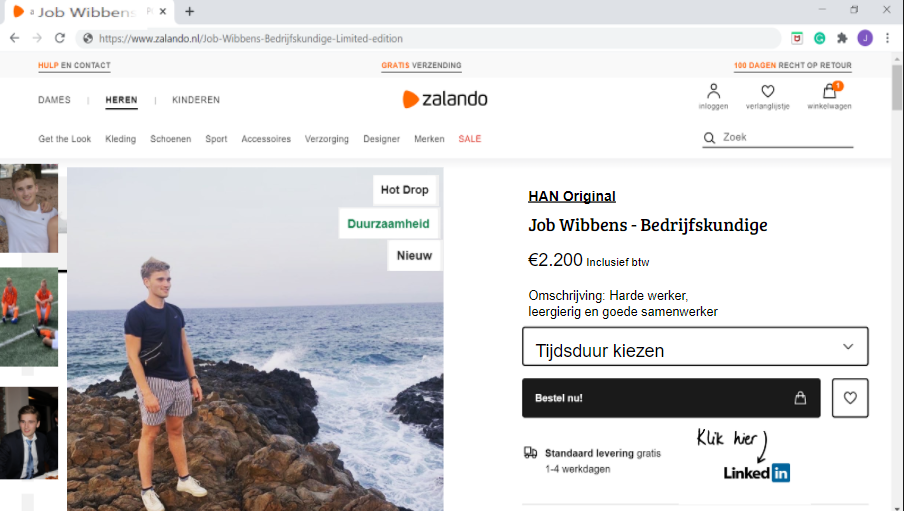 Job Wibbens
https://www.zalando.nl/Job-Wibbens-Bedrijfskundige-Limited-edition
J
HULP EN CONTACT
GRATIS VERZENDING
100 DAGEN RECHT OP RETOUR
DAMES | HEREN | KINDEREN
zalando
1
inloggen verlanglijstje winkelwagen
Get the Look Kleding Schoenen Sport Accessoires Verzorging Designer Merken SALE
Zoek
Hot Drop
Duurzaamheid
Nieuw
HAN Original
Job Wibbens - Bedrijfskundige
€2.200 Inclusief btw
Omschrijving: Harde werker,
leergierig en goede samenwerker
Tijdsduur kiezen
Bestel nu!
Klik hier
Standaard levering gratis
1-4 werkdagen
Linked in